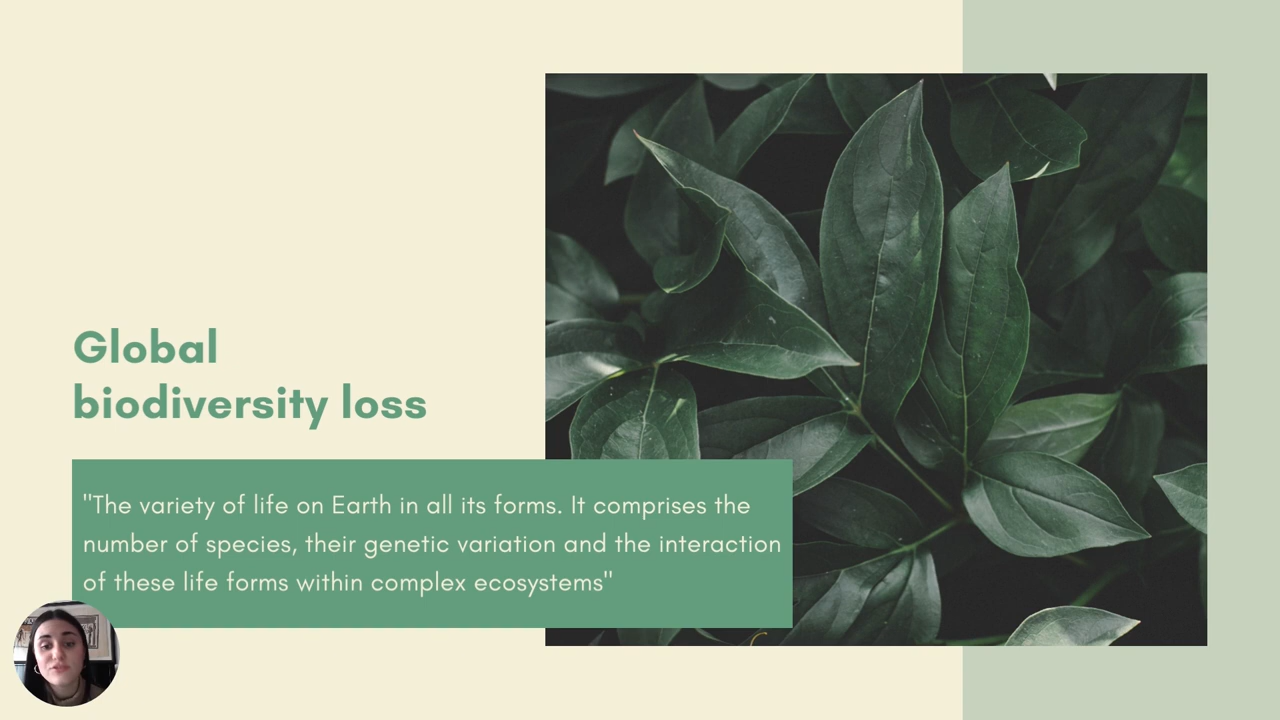 Global
biodiversity loss
"The variety of life on Earth in all its forms. It comprises the
number of species, their genetic variation and the interaction
of these life forms within complex ecosystems"